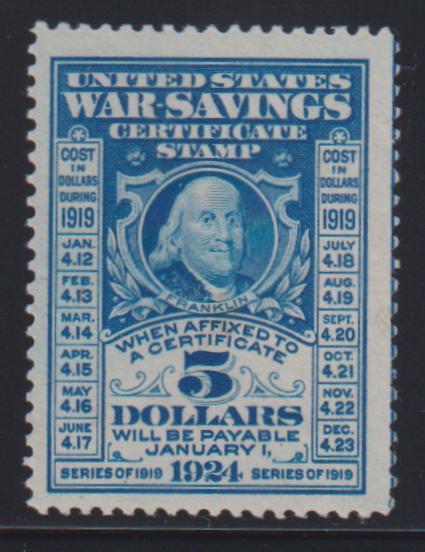 UNITED STATES
WAR-SAVINGS
CERTIFICATE
STAMP
COST
IN
DOLLARS
DURING
1919
JAN.
4.12
FEB.
4.13
MAR.
4.14
APR.
4.15
MAY
4.16
JUNE
4.17
COST
IN
DOLLARS
DURING
1919
JULY
4.18
AUG.
4.19
SEPT.
4.20
OCT.
4.21
NOV.
4.22
DEC.
4.23
FRANKLIN
WHEN AFFIXED TO
A CERTIFICATE
5
DOLLARS
WILL BE PAYABLE
JANUARY 1,
SERIES OF 1919 1924 SERIES OF 1919